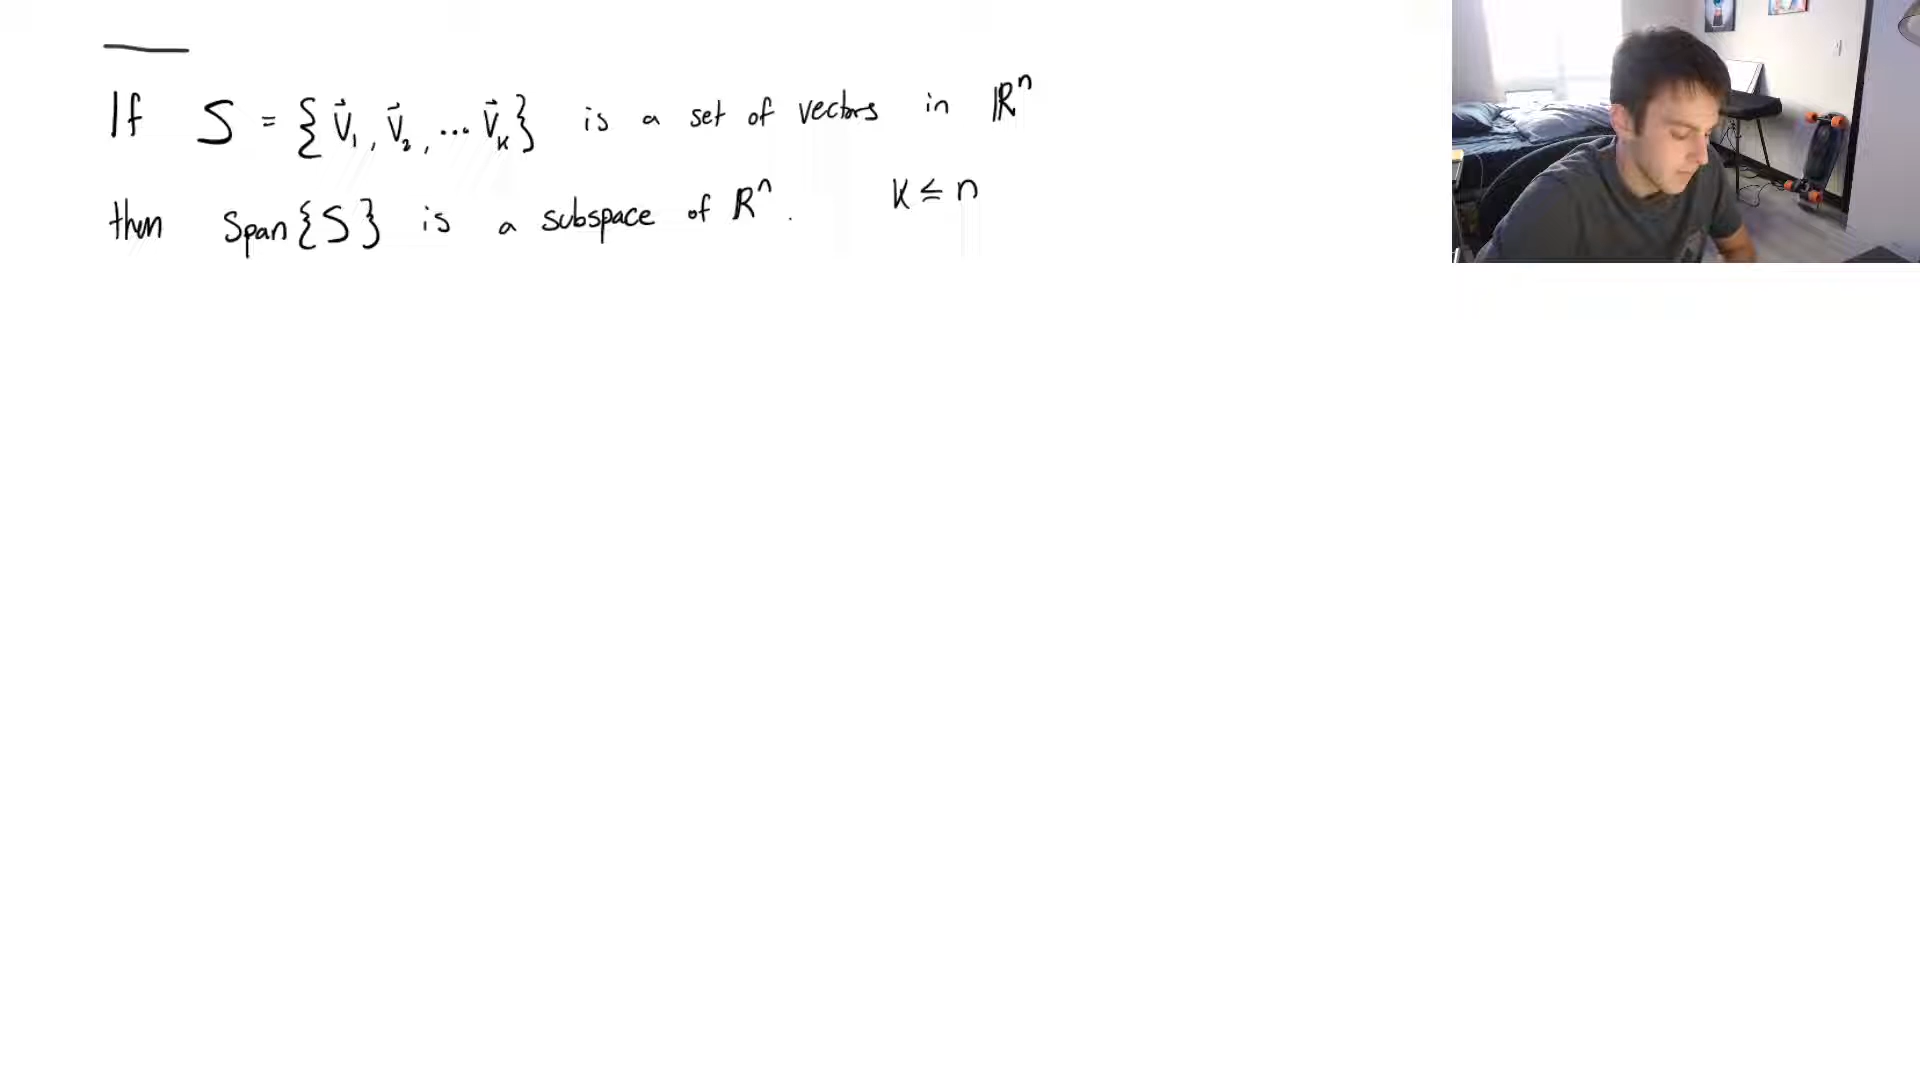 If S = {v⃗₁, v⃗₂, ... v⃗ₖ} is a set of vectors in ℝⁿ
then Span{S} is a subspace of ℝⁿ. k ≤ n